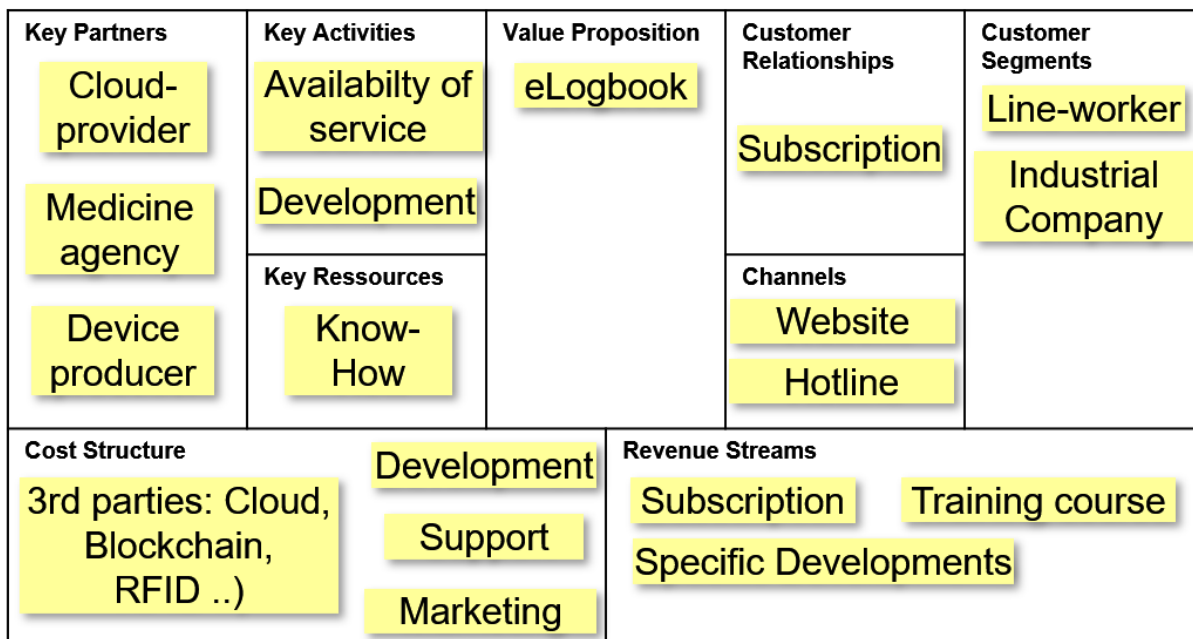 Key Partners
Cloud-
provider
Medicine
agency
Device
producer
Key Activities
Availabilty of
service
Development
Key Ressources
Know-
How
Value Proposition
eLogbook
Customer
Relationships
Subscription
Channels
Website
Hotline
Customer
Segments
Line-worker
Industrial
Company
Cost Structure
3rd parties: Cloud,
Blockchain,
RFID ..)
Development
Support
Marketing
Revenue Streams
Subscription
Training course
Specific Developments